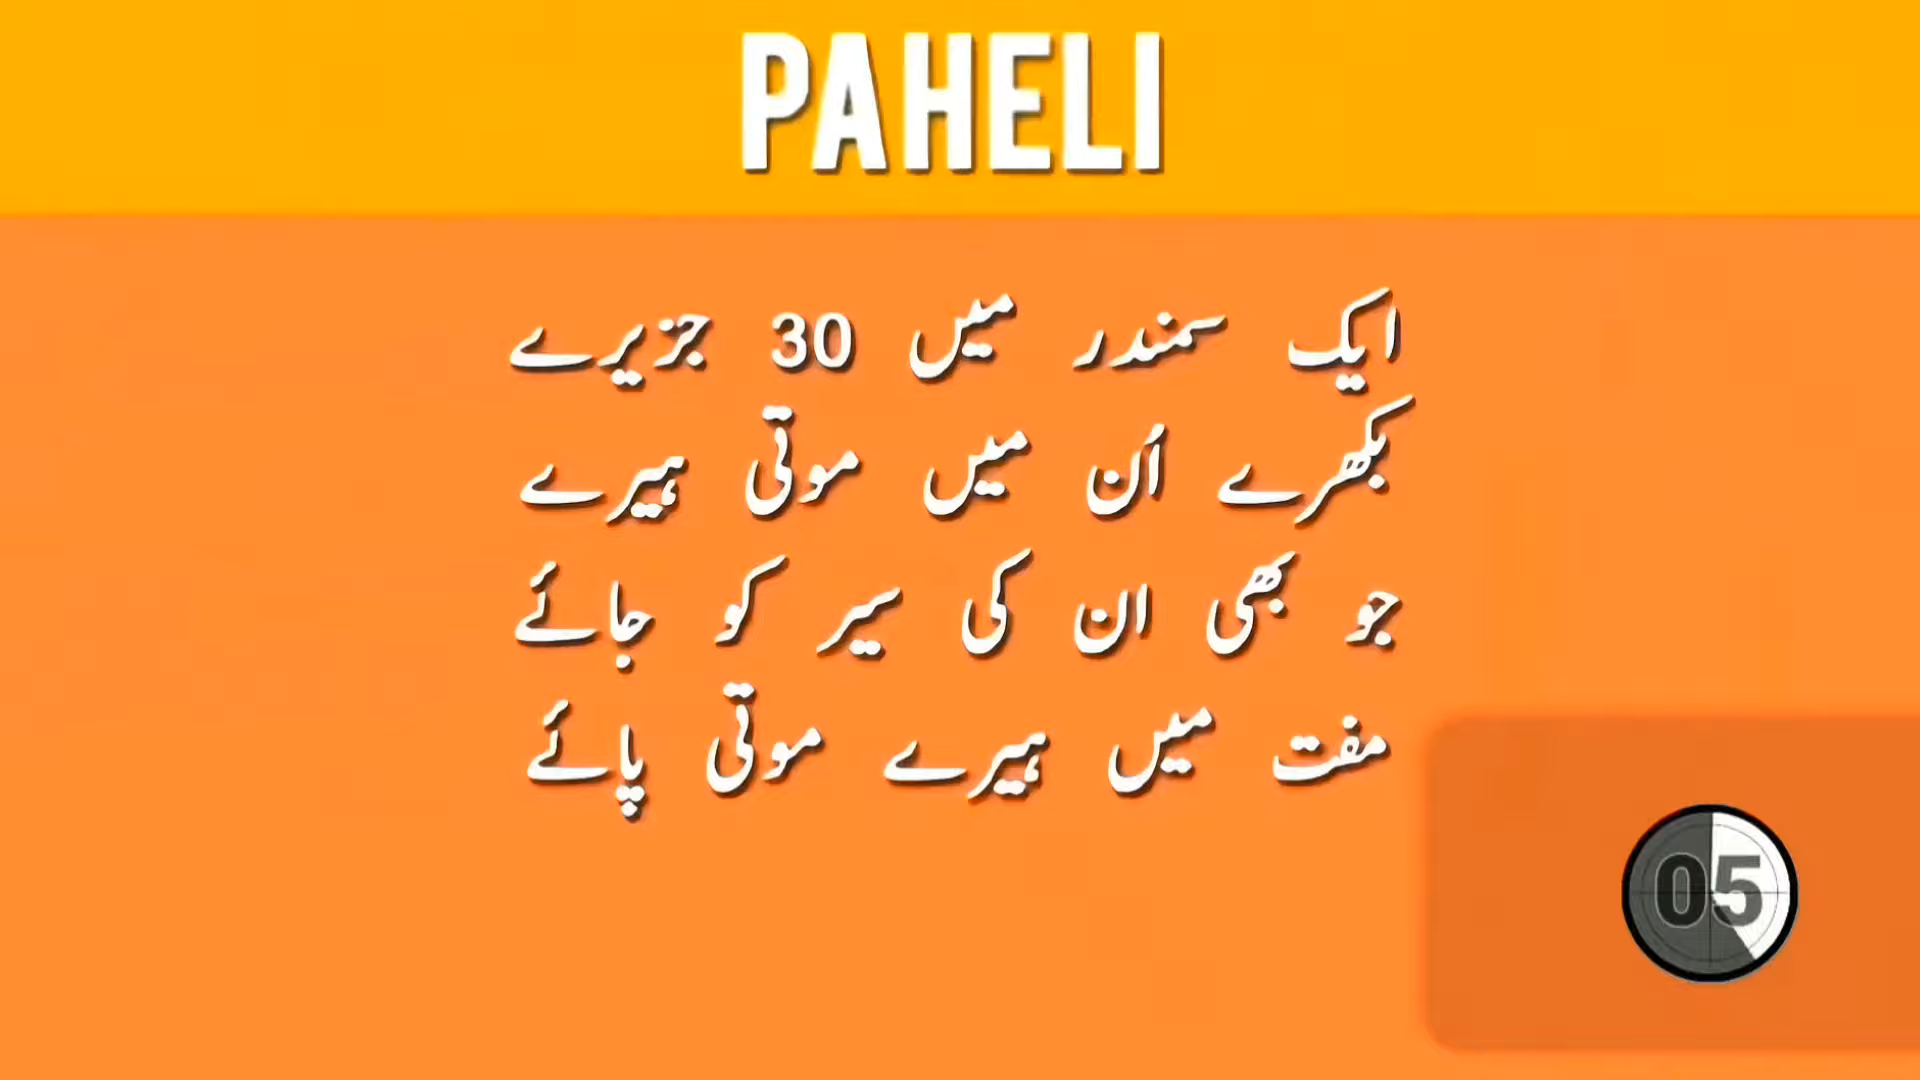 PAHELI
ایک سمندر میں 30 جزیرے
بکھرے اُن میں موتی ہیرے
جو بھی ان کی سیر کو جائے
مفت میں ہیرے موتی پائے
05